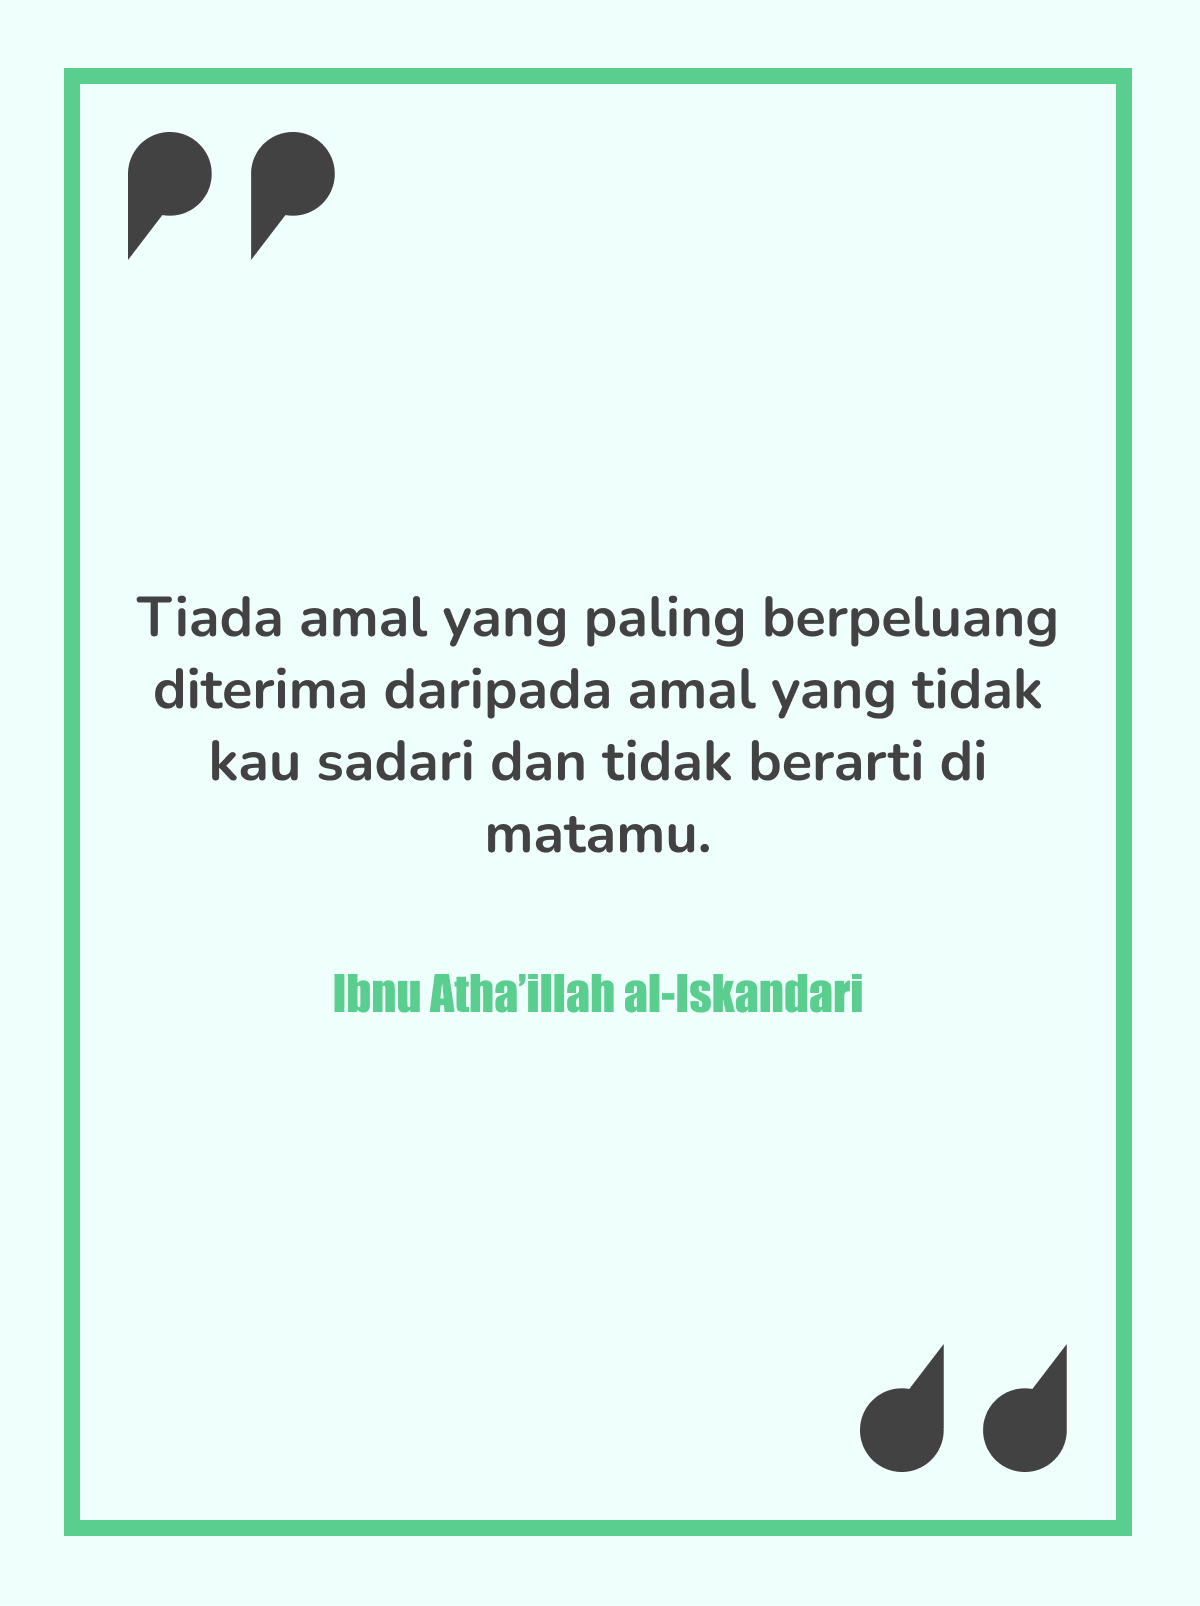 Tiada amal yang paling berpeluang
diterima daripada amal yang tidak
kau sadari dan tidak berarti di
matamu.
Ibnu Atha’illah al-Iskandari